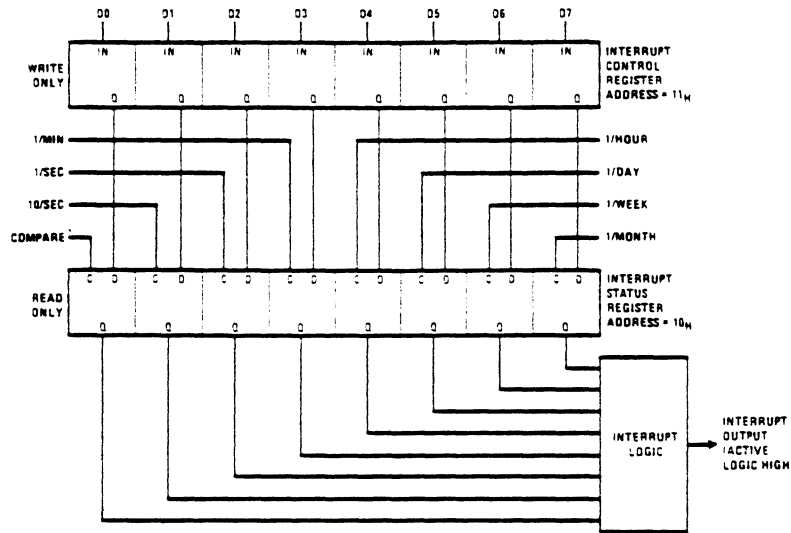 D0 D1 D2 D3 D4 D5 D6 D7
IN IN IN IN IN IN IN IN
WRITE
ONLY
INTERRUPT
CONTROL
REGISTER
ADDRESS = 11H
Q Q Q Q Q Q Q Q
1/MIN
1/HOUR
1/SEC
1/DAY
10/SEC
1/WEEK
COMPARE
1/MONTH
C D C D C D C D C D C D C D C D
READ
ONLY
INTERRUPT
STATUS
REGISTER
ADDRESS = 10H
Q Q Q Q Q Q Q Q
INTERRUPT
LOGIC
INTERRUPT
OUTPUT
(ACTIVE
LOGIC HIGH